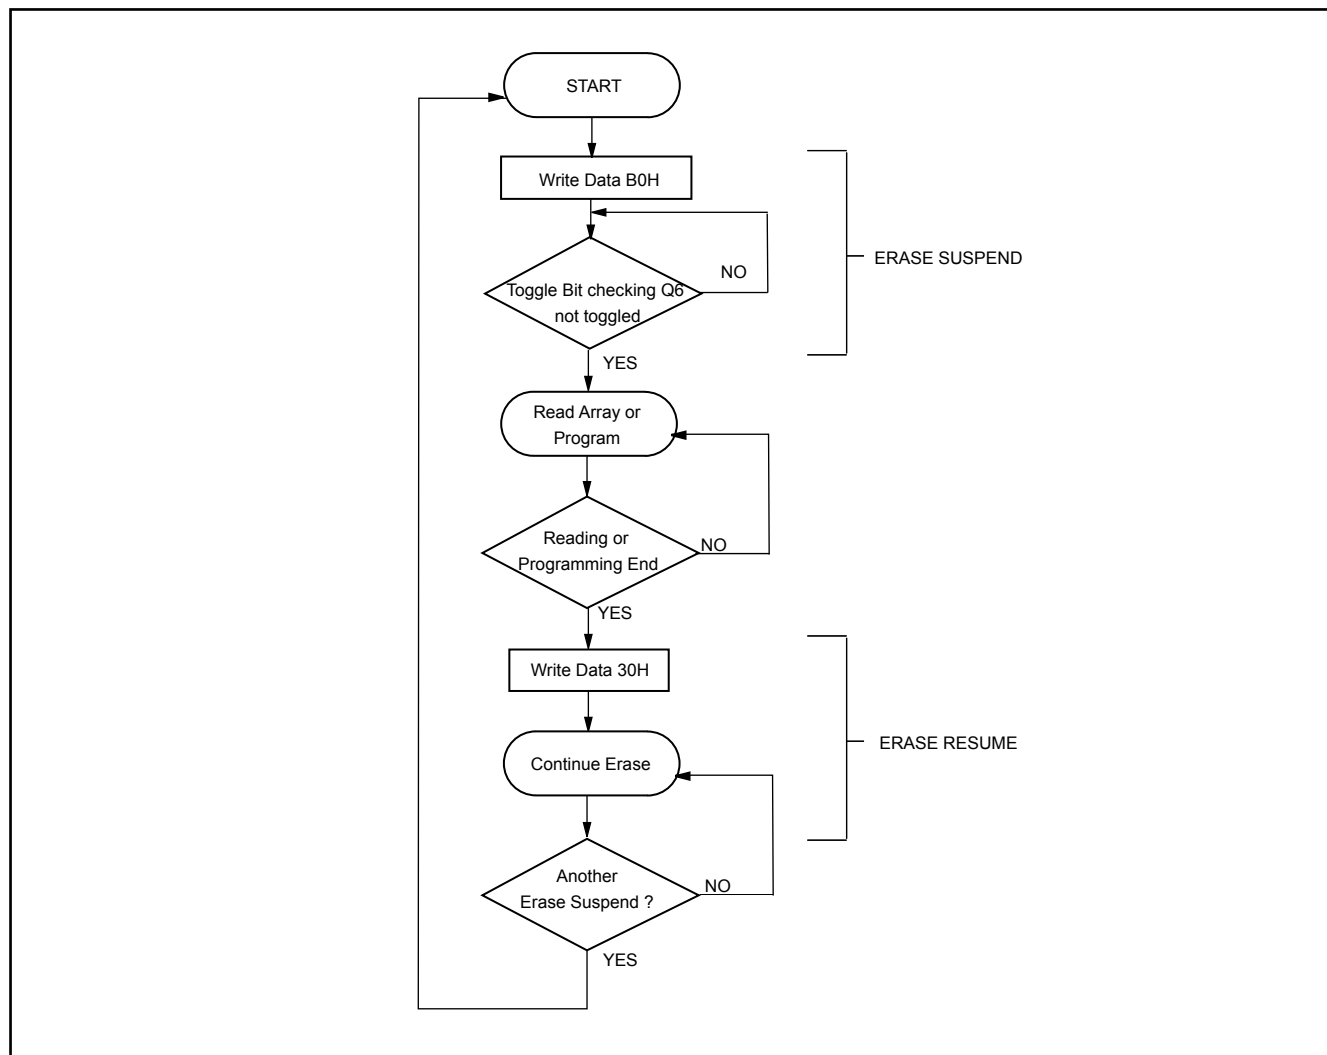 START
Write Data B0H
ERASE SUSPEND
NO
Toggle Bit checking Q6
not toggled
YES
Read Array or
Program
Reading or
Programming End
NO
YES
Write Data 30H
ERASE RESUME
Continue Erase
Another
Erase Suspend ?
NO
YES